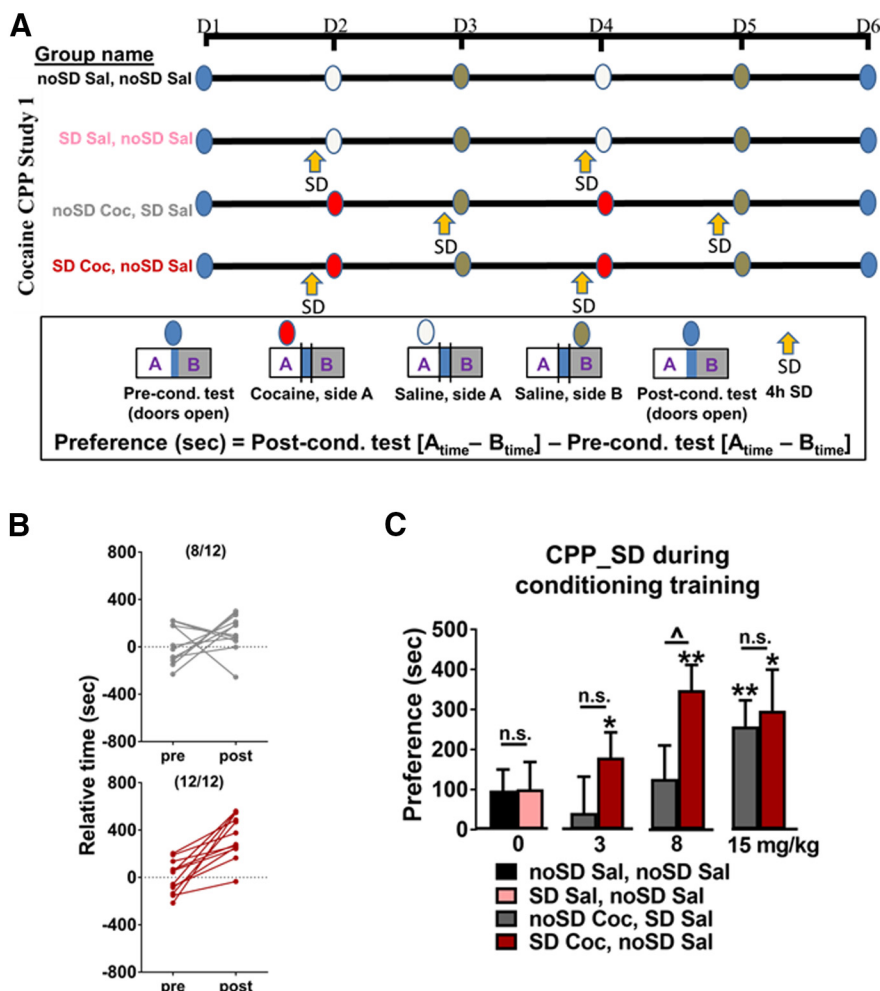 A
D1 D2 D3 D4 D5 D6
Cocaine CPP Study 1
Group name
noSD Sal, noSD Sal
SD Sal, noSD Sal
SD SD
noSD Coc, SD Sal
SD SD
SD Coc, noSD Sal
SD SD
A B A B A B A B A B SD
Pre-cond. test Cocaine, side A Saline, side A Saline, side B Post-cond. test 4h SD
(doors open) (doors open)
Preference (sec) = Post-cond. test [Atime– Btime] – Pre-cond. test [Atime – Btime]
B
Relative time (sec)
(8/12)
800
400
0
-400
-800
pre post
(12/12)
800
400
0
-400
-800
pre post
C
CPP_SD during
conditioning training
Preference (sec)
500
400
300
200
100
0
n.s. n.s. * ^ ** n.s. ** *
0 3 8 15 mg/kg
noSD Sal, noSD Sal
SD Sal, noSD Sal
noSD Coc, SD Sal
SD Coc, noSD Sal